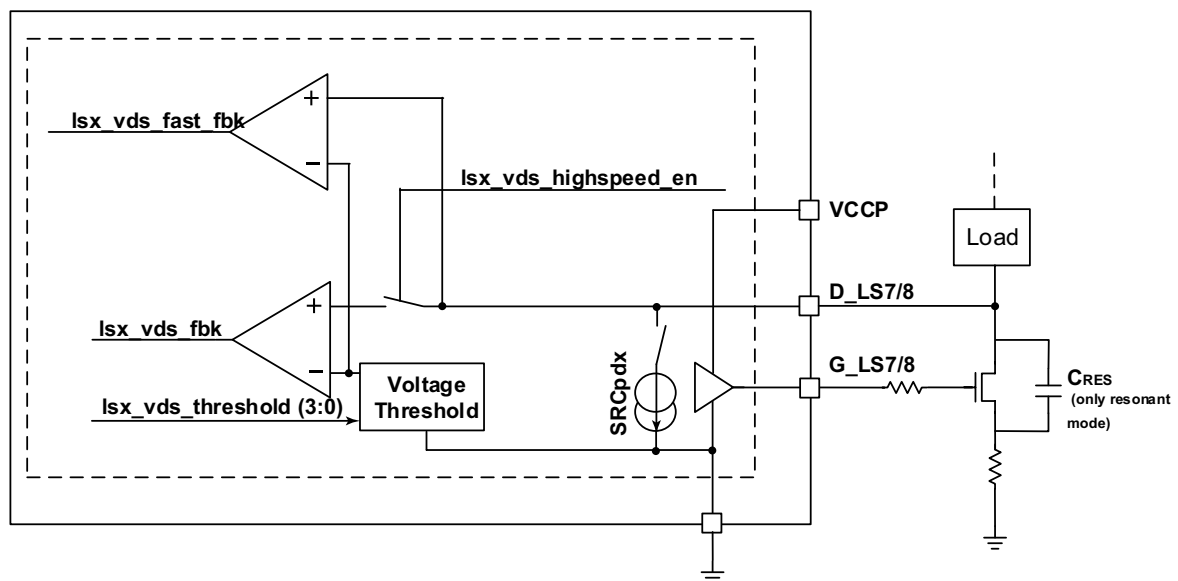 lsx_vds_fast_fbk
+
−
lsx_vds_highspeed_en
VCCP
Load
D_LS7/8
+
lsx_vds_fbk
−
Voltage
Threshold
lsx_vds_threshold (3:0)
SRCpdx
G_LS7/8
CRES
(only resonant
mode)